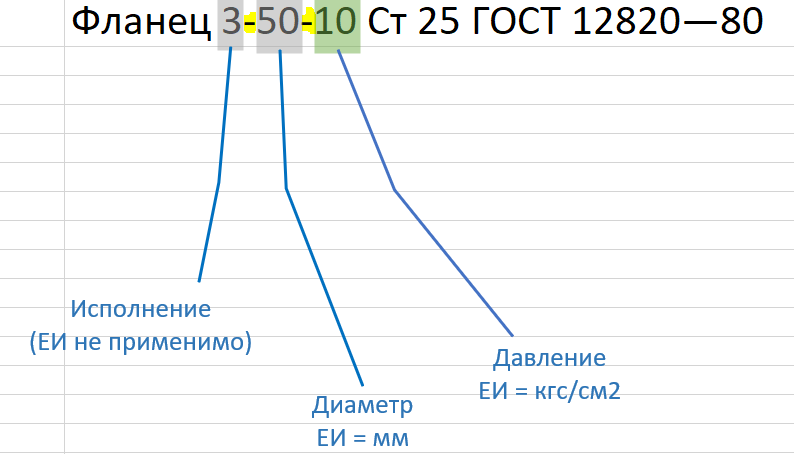 Фланец 3-50-10 Ст 25 ГОСТ 12820—80
Исполнение
(ЕИ не применимо)
Давление
ЕИ = кгс/см2
Диаметр
ЕИ = мм